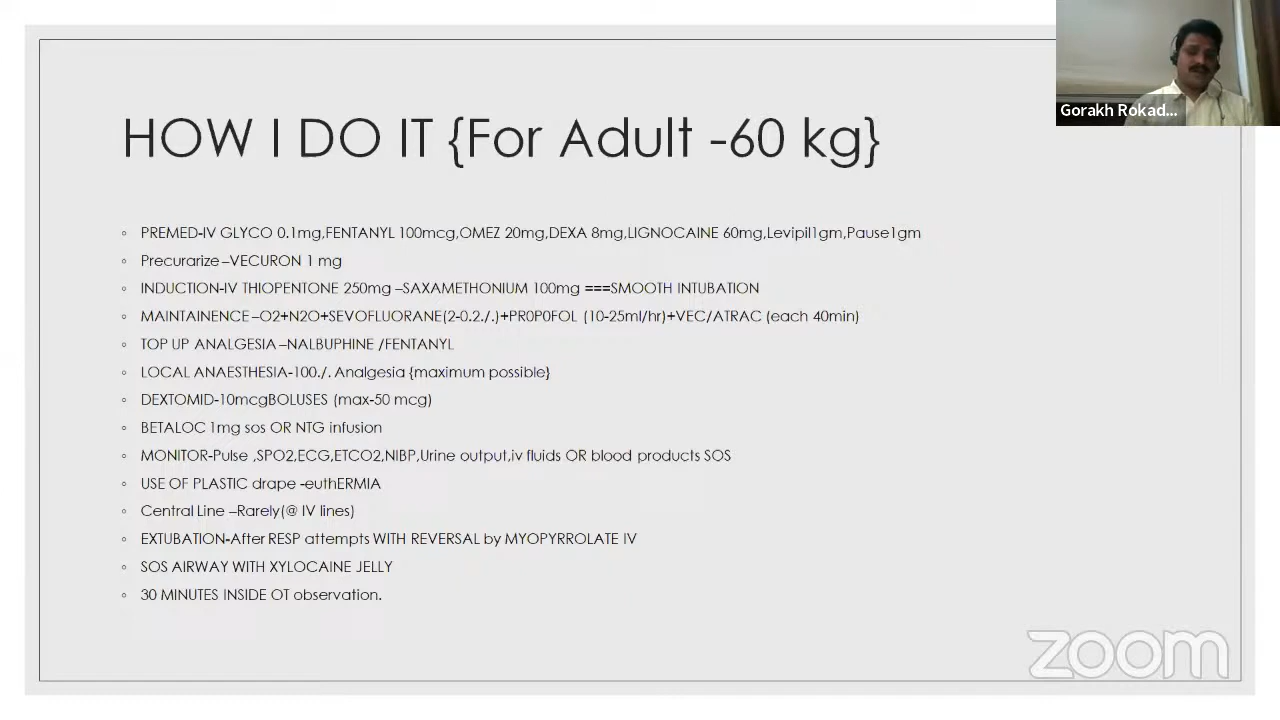 Gorakh Rokad...
HOW I DO IT {For Adult -60 kg}
PREMED-IV GLYCO 0.1mg,FENTANYL 100mcg,OMEZ 20mg,DEXA 8mg,LIGNOCAINE 60mg,Levipil1gm,Pause1gm
Precurarize –VECURON 1 mg
INDUCTION-IV THIOPENTONE 250mg –SAXAMETHONIUM 100mg ===SMOOTH INTUBATION
MAINTAINENCE –O2+N2O+SEVOFLUORANE(2-0.2./.)+PR0P0FOL (10-25ml/hr)+VEC/ATRAC (each 40min)
TOP UP ANALGESIA –NALBUPHINE /FENTANYL
LOCAL ANAESTHESIA-100./. Analgesia {maximum possible}
DEXTOMID-10mcgBOLUSES (max-50 mcg)
BETALOC 1mg sos OR NTG infusion
MONITOR-Pulse ,SPO2,ECG,ETCO2,NIBP,Urine output,iv fluids OR blood products SOS
USE OF PLASTIC drape -euthERMIA
Central Line –Rarely(@ IV lines)
EXTUBATION-After RESP attempts WITH REVERSAL by MYOPYRROLATE IV
SOS AIRWAY WITH XYLOCAINE JELLY
30 MINUTES INSIDE OT observation.
zoom